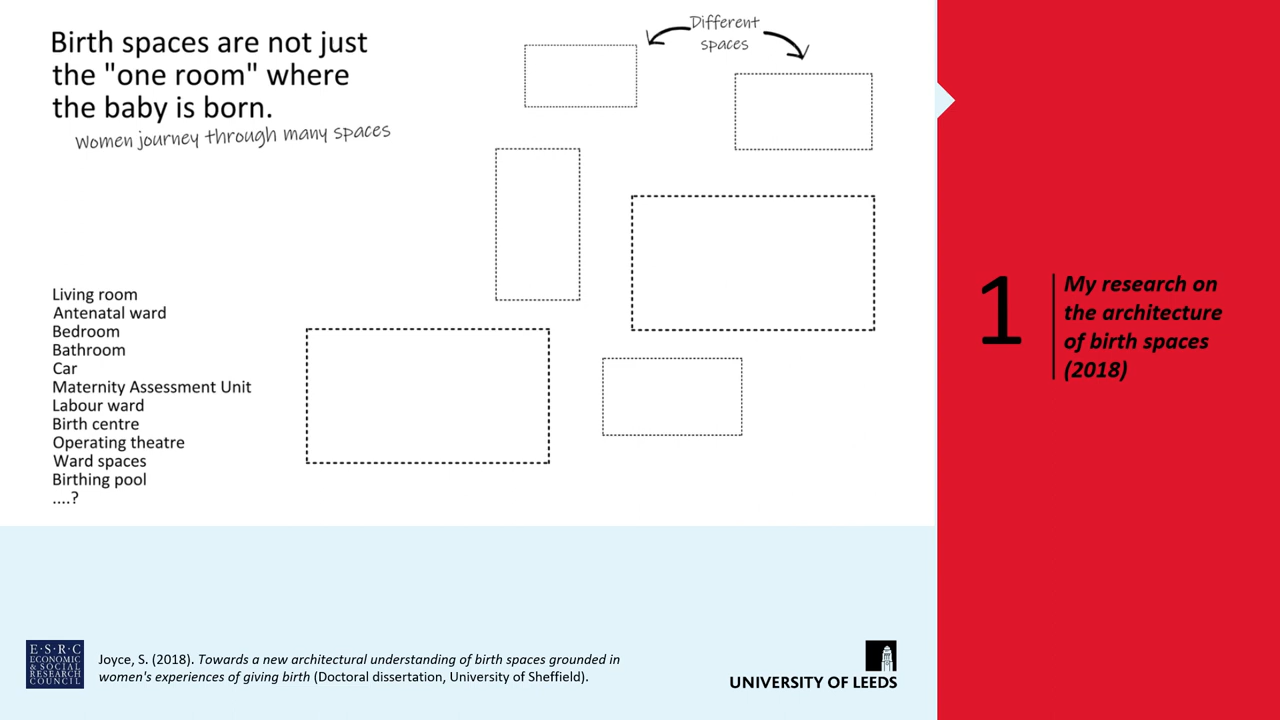 Birth spaces are not just
the "one room" where
the baby is born.
Women journey through many spaces
Different
spaces
Living room
Antenatal ward
Bedroom
Bathroom
Car
Maternity Assessment Unit
Labour ward
Birth centre
Operating theatre
Ward spaces
Birthing pool
....?
1
My research on
the architecture
of birth spaces
(2018)
E·S·R·C
ECONOMIC
& SOCIAL
RESEARCH
COUNCIL
Joyce, S. (2018). Towards a new architectural understanding of birth spaces grounded in
women's experiences of giving birth (Doctoral dissertation, University of Sheffield).
UNIVERSITY OF LEEDS